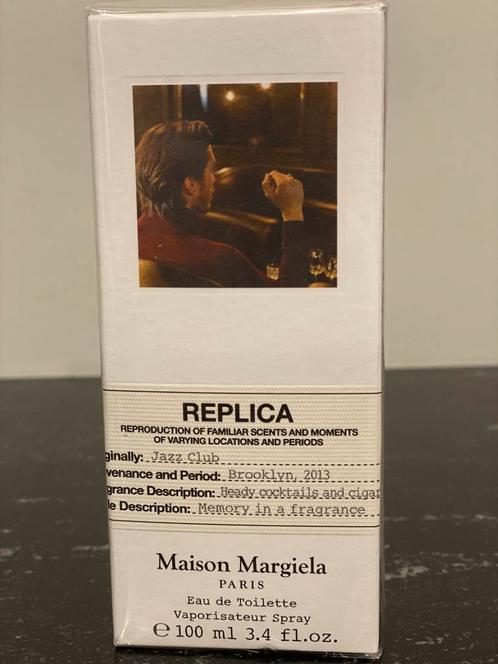 REPLICA
REPRODUCTION OF FAMILIAR SCENTS AND MOMENTS
OF VARYING LOCATIONS AND PERIODS
ginally: Jazz Club
venance and Period: Brooklyn, 2013
grance Description: Heady cocktails and cigar
le Description: Memory in a fragrance
Maison Margiela
PARIS
Eau de Toilette
Vaporisateur Spray
℮ 100 ml 3.4 fl.oz.